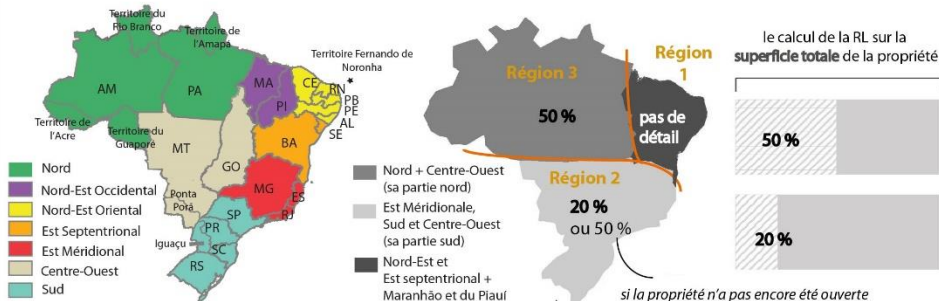 Territoire du
Rio Branco
Territoire de
l'Amapa
Territoire Fernando de
Noronha
AM
PA
MA
CE
RN
PB
PE
AL
SE
PI
Territoire de
l'Acre
Territoire du
Guaporé
MT
GO
BA
MG
ES
RJ
Ponta
Porá
SP
PR
Iguaçu
SC
RS
Nord
Nord-Est Occidental
Nord-Est Oriental
Est Septentrional
Est Méridional
Centre-Ouest
Sud
Région 3
50 %
Région
1
pas de
détail
Région 2
20 %
ou 50 %
Nord + Centre-Ouest
(sa partie nord)
Est Méridionale,
Sud et Centre-Ouest
(sa partie sud)
Nord-Est et
Est septentrional +
Maranhão et du Piauí
si la propriété n'a pas encore été ouverte
le calcul de la RL sur la
superficie totale de la propriété
50 %
20 %